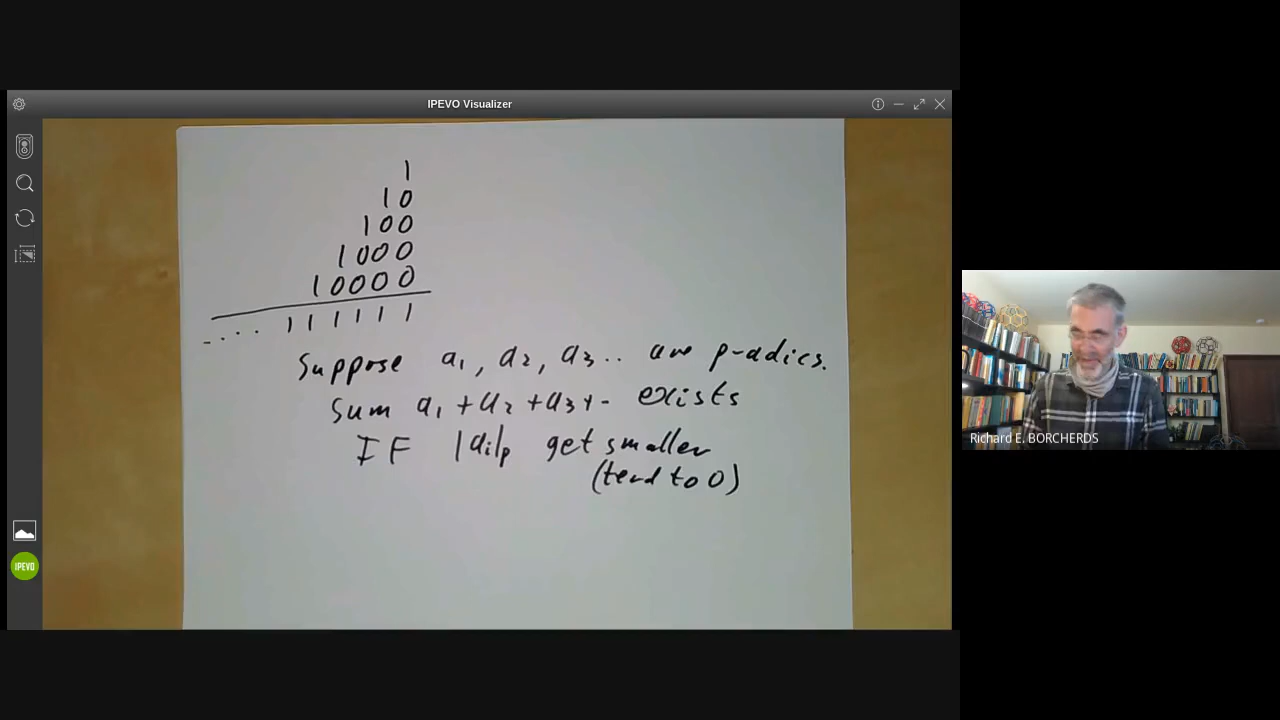 IPEVO Visualizer
1
10
100
1000
10000
.... 111111
Suppose a1, a2, a3.. are p-adics.
Sum a1+a2+a3+- exists
IF |ai|p get smaller
(tend to 0)
IPEVO
Richard E. BORCHERDS